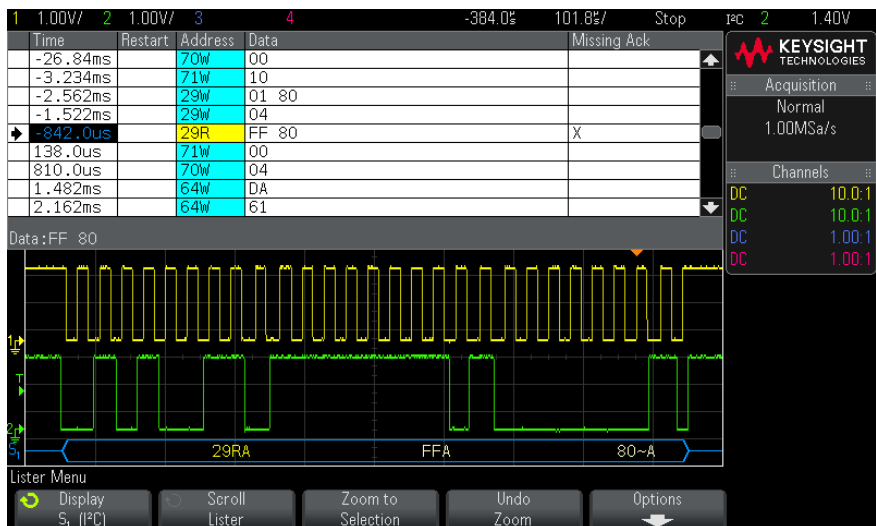 1 1.00V/ 2 1.00V/ 3 4 -384.0us 101.8us/ Stop I²C 2 1.40V
Time Restart Address Data Missing Ack
-26.84ms 70W 00
-3.234ms 71W 10
-2.562ms 29W 01 80
-1.522ms 29W 04
-842.0us 29R FF 80 X
138.0us 71W 00
810.0us 70W 04
1.482ms 64W DA
2.162ms 64W 61
Data:FF 80
KEYSIGHT
TECHNOLOGIES
Acquisition
Normal
1.00MSa/s
Channels
DC 10.0:1
DC 10.0:1
DC 1.00:1
DC 1.00:1
1
T
2
S₁ 29RA FFA 80~A
Lister Menu
Display Scroll Zoom to Undo Options
S₁ (I²C) Lister Selection Zoom